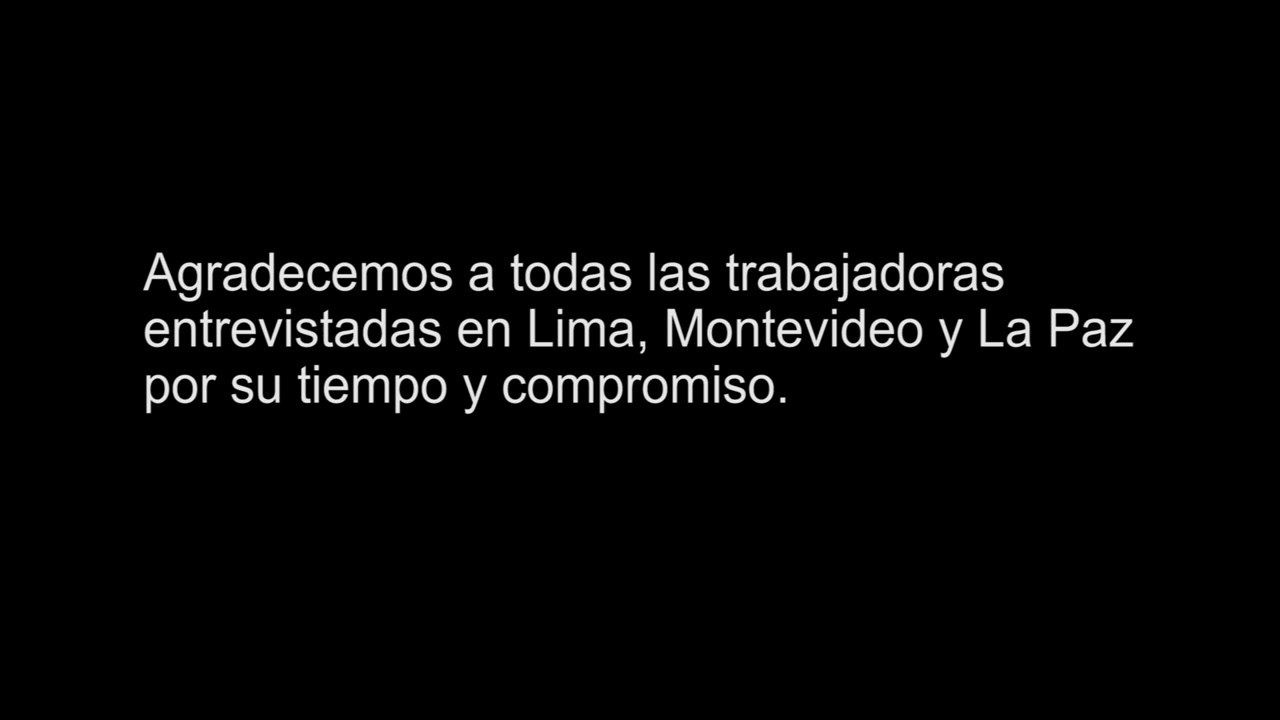 Agradecemos a todas las trabajadoras
entrevistadas en Lima, Montevideo y La Paz
por su tiempo y compromiso.